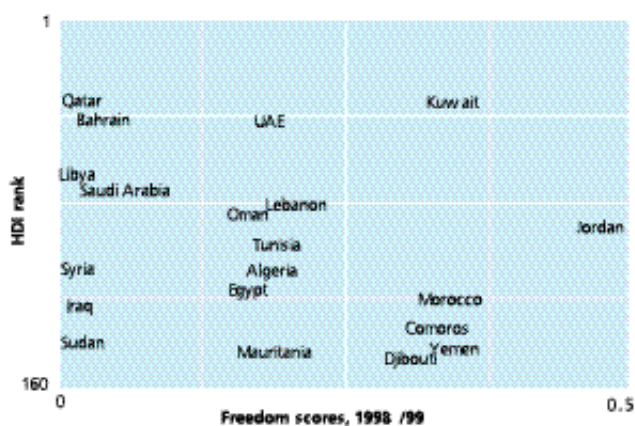 1
Qatar
Kuwait
Bahrain
UAE
Libya
Saudi Arabia
Lebanon
Oman
Jordan
HDI rank
Tunisia
Syria
Algeria
Egypt
Morocco
Iraq
Comoros
Sudan
Yemen
Mauritania
Djibouti
160
0
0.5
Freedom scores, 1998 /99